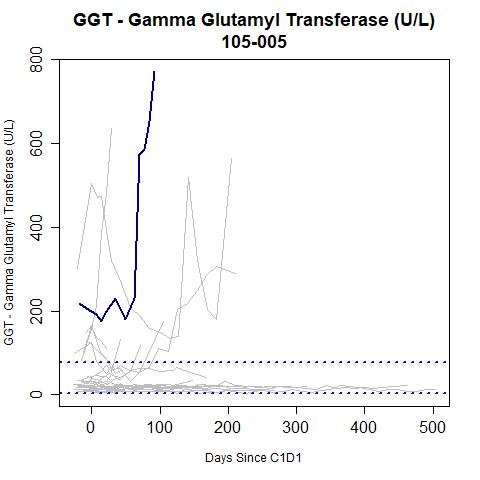 GGT - Gamma Glutamyl Transferase (U/L)
105-005
GGT - Gamma Glutamyl Transferase (U/L)
800
600
400
200
0
0 100 200 300 400 500
Days Since C1D1